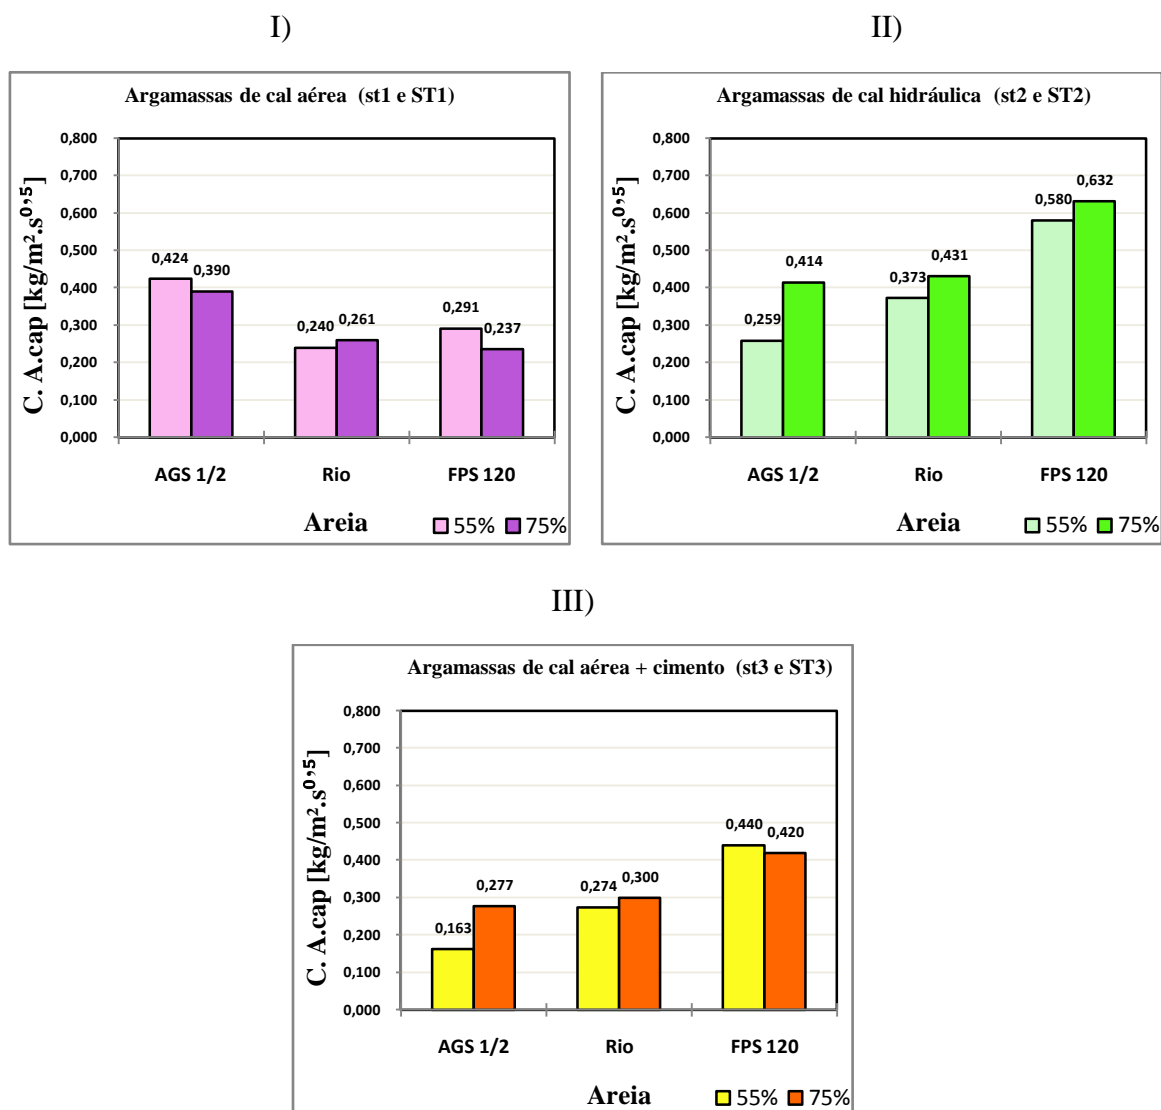 I)
Argamassas de cal aérea (st1 e ST1)
C. A.cap [kg/m².s⁰,⁵]
0,800
0,700
0,600
0,500
0,400
0,300
0,200
0,100
0,000
0,424
0,390
0,240
0,261
0,291
0,237
AGS 1/2
Rio
FPS 120
Areia
55%
75%
II)
Argamassas de cal hidráulica (st2 e ST2)
C. A.cap [kg/m².s⁰,⁵]
0,800
0,700
0,600
0,500
0,400
0,300
0,200
0,100
0,000
0,259
0,414
0,373
0,431
0,580
0,632
AGS 1/2
Rio
FPS 120
Areia
55%
75%
III)
Argamassas de cal aérea + cimento (st3 e ST3)
C. A.cap [kg/m².s⁰,⁵]
0,800
0,700
0,600
0,500
0,400
0,300
0,200
0,100
0,000
0,163
0,277
0,274
0,300
0,440
0,420
AGS 1/2
Rio
FPS 120
Areia
55%
75%